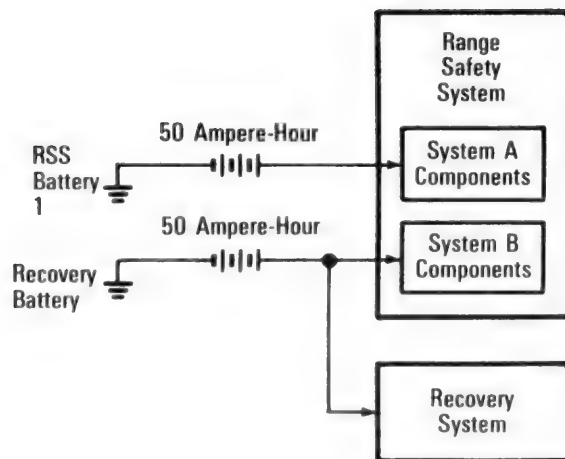 Range
Safety
System
50 Ampere-Hour
RSS
Battery
1
System A
Components
50 Ampere-Hour
Recovery
Battery
System B
Components
Recovery
System